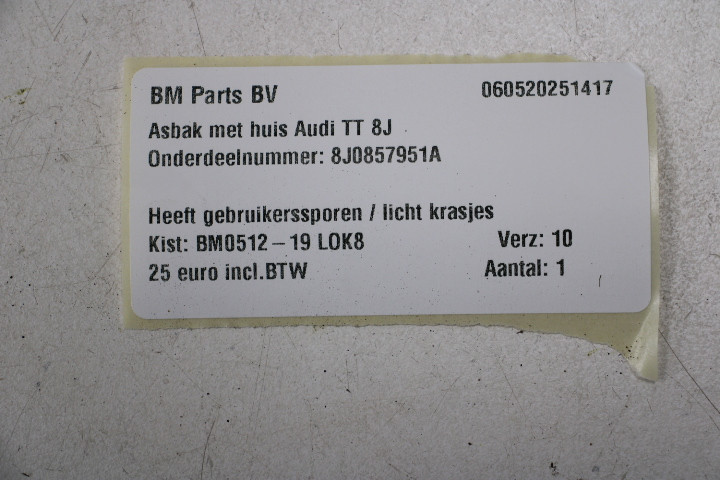 BM Parts BV 060520251417
Asbak met huis Audi TT 8J
Onderdeelnummer: 8J0857951A
Heeft gebruikerssporen / licht krasjes
Kist: BM0512-19 LOK8 Verz: 10
25 euro incl.BTW Aantal: 1